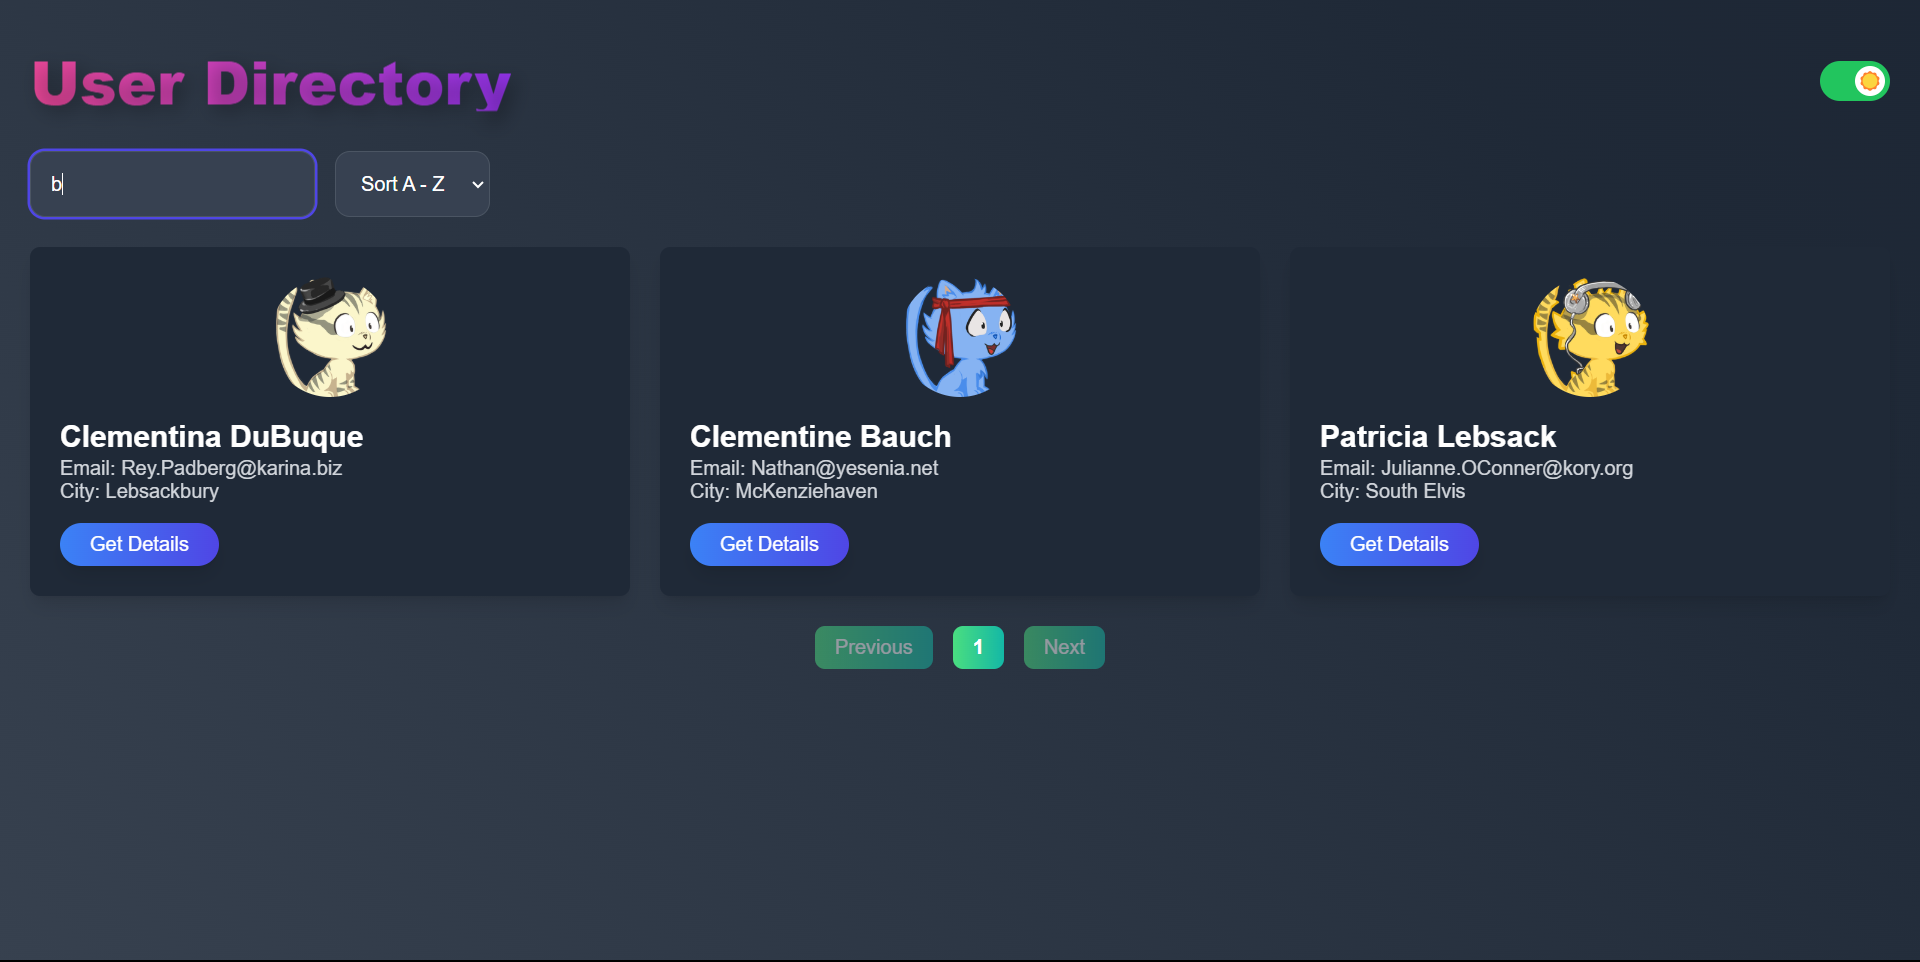 User Directory
b
Sort A - Z
Clementina DuBuque
Email: Rey.Padberg@karina.biz
City: Lebsackbury
Get Details
Clementine Bauch
Email: Nathan@yesenia.net
City: McKenziehaven
Get Details
Patricia Lebsack
Email: Julianne.OConner@kory.org
City: South Elvis
Get Details
Previous
1
Next